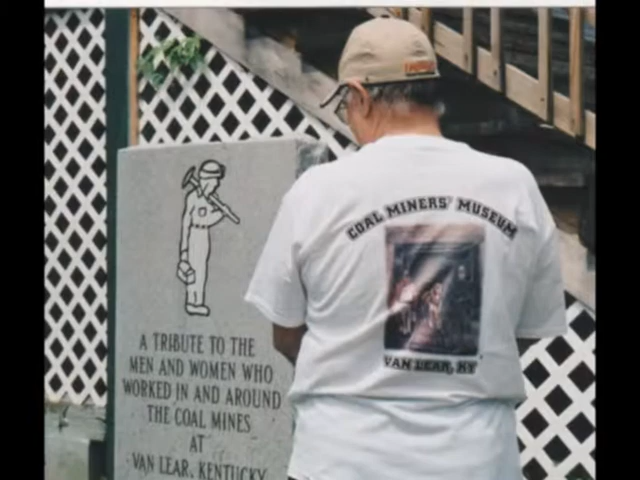 COAL MINERS' MUSEUM
VAN LEAR, KY
A TRIBUTE TO THE
MEN AND WOMEN WHO
WORKED IN AND AROUND
THE COAL MINES
AT
VAN LEAR, KENTUCKY